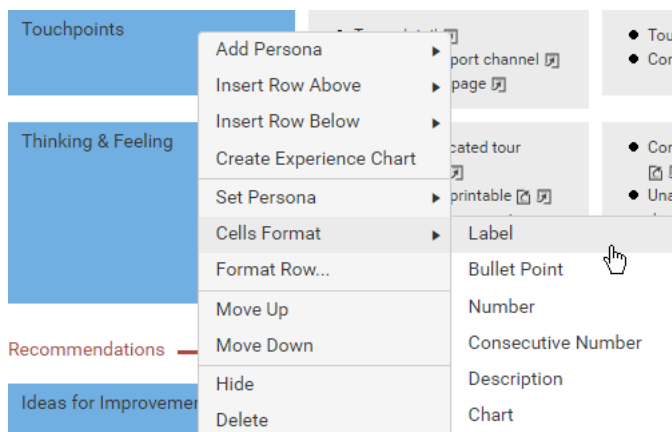 Touchpoints
Thinking & Feeling
Recommendations
Ideas for Improvemen
Add Persona
Insert Row Above
Insert Row Below
Create Experience Chart
Set Persona
Cells Format
Format Row...
Move Up
Move Down
Hide
Delete
Label
Bullet Point
Number
Consecutive Number
Description
Chart
port channel
page
cated tour
printable
Tou
Con
Cor
Una